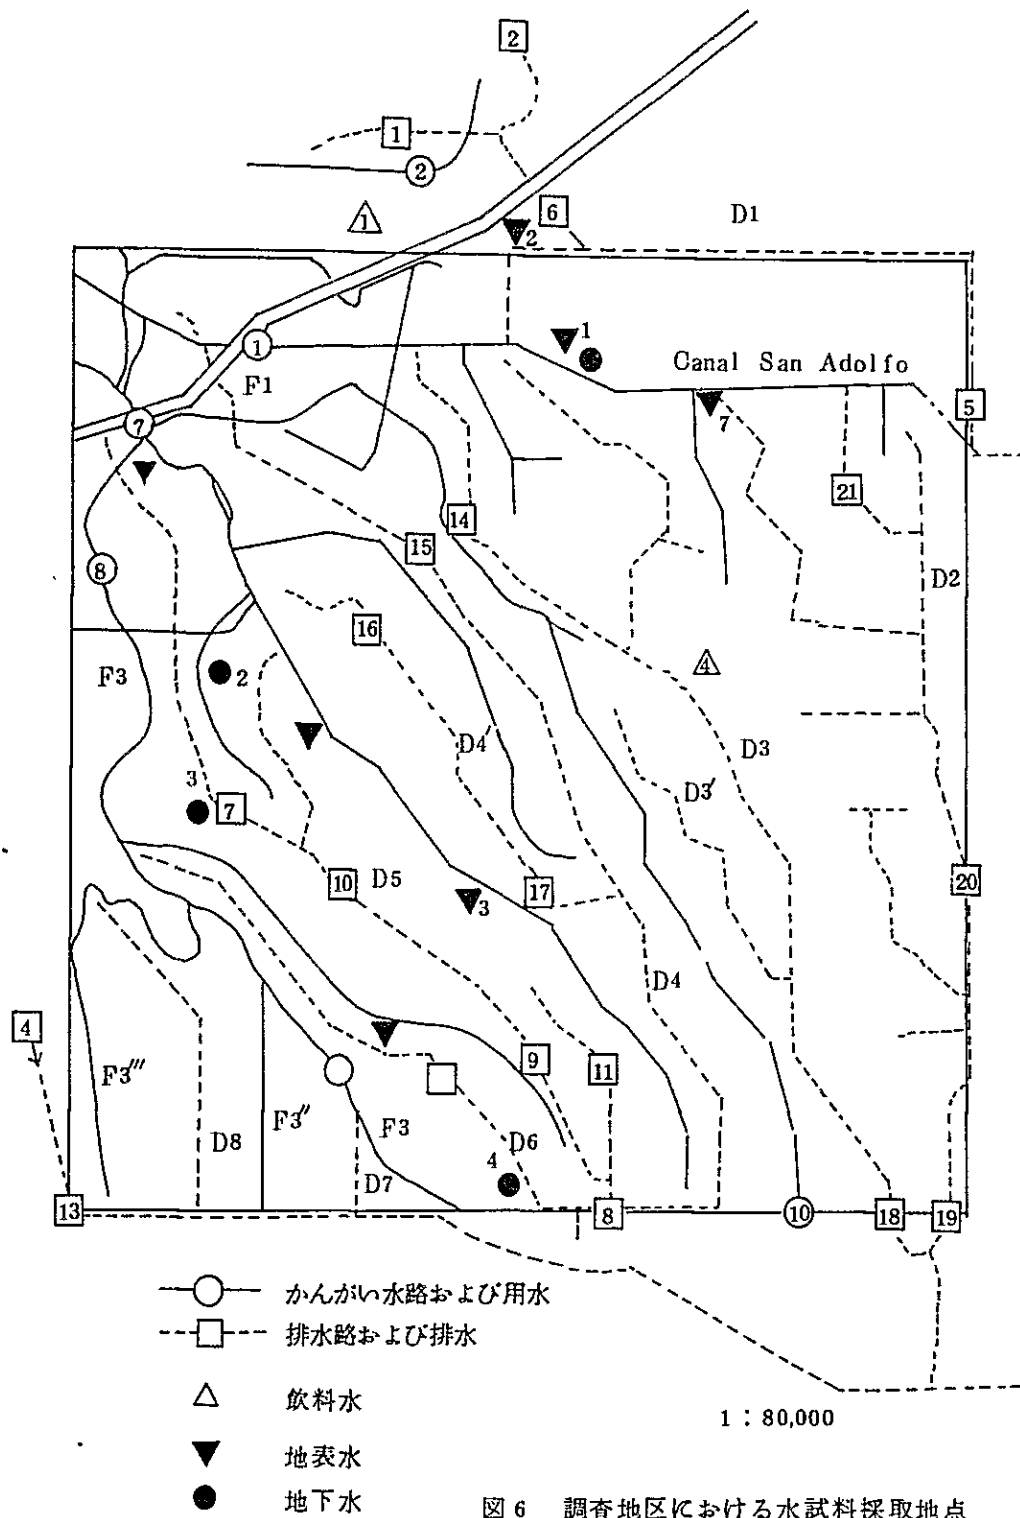 2
1
2
1
6
2
D1
1
1
Canal San Adolfo
F1
5
7
7
21
14
15
8
D2
16
4
F3
2
D4′
D3
D3′
3
7
10
D5
17
20
3
D4
4
9
11
F3‴
F3″
F3
D8
D6
4
D7
13
8
10
18
19
かんがい水路および用水
排水路および排水
飲料水
1：80,000
地表水
地下水
図 6 調査地区における水試料採取地点